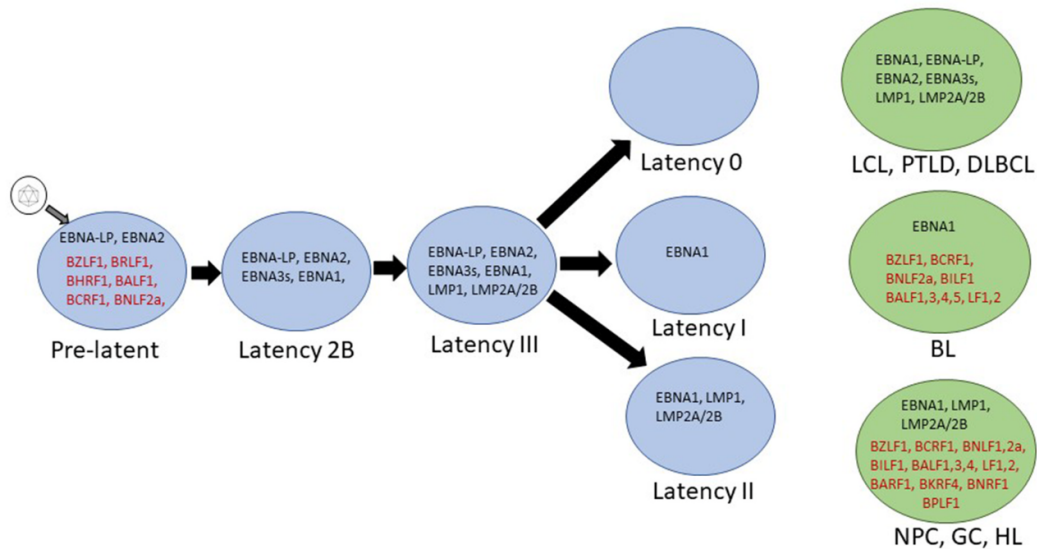 EBNA-LP, EBNA2
BZLF1, BRLF1,
BHRF1, BALF1,
BCRF1, BNLF2a,
Pre-latent
EBNA-LP, EBNA2,
EBNA3s, EBNA1,
Latency 2B
EBNA-LP, EBNA2,
EBNA3s, EBNA1,
LMP1, LMP2A/2B
Latency III
Latency 0
EBNA1
Latency I
EBNA1, LMP1,
LMP2A/2B
Latency II
EBNA1, EBNA-LP,
EBNA2, EBNA3s,
LMP1, LMP2A/2B
LCL, PTLD, DLBCL
EBNA1
BZLF1, BCRF1,
BNLF2a, BILF1
BALF1,3,4,5, LF1,2
BL
EBNA1, LMP1,
LMP2A/2B
BZLF1, BCRF1, BNLF1,2a,
BILF1, BALF1,3,4, LF1,2,
BARF1, BKRF4, BNRF1
BPLF1
NPC, GC, HL